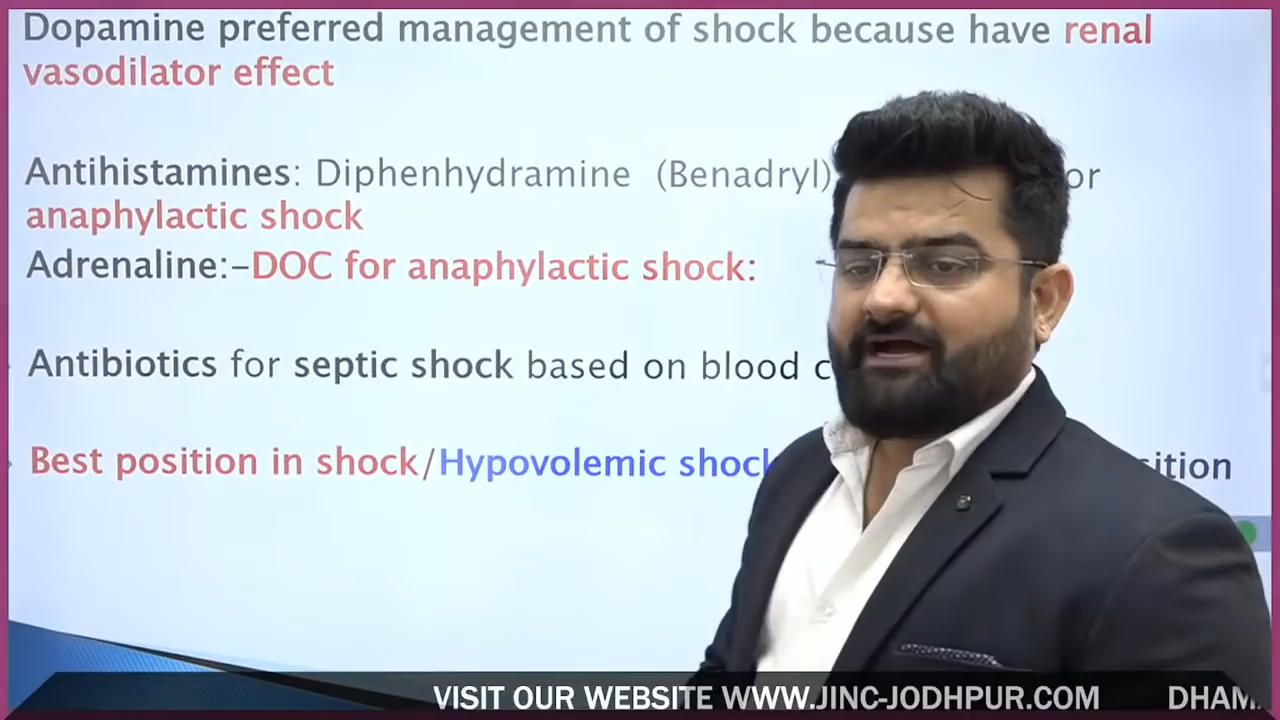 Dopamine preferred management of shock because have renal
vasodilator effect
Antihistamines: Diphenhydramine (Benadryl) or
anaphylactic shock
Adrenaline:-DOC for anaphylactic shock:
Antibiotics for septic shock based on blood
Best position in shock/Hypovolemic shock
VISIT OUR WEBSITE WWW.JINC-JODHPUR.COM